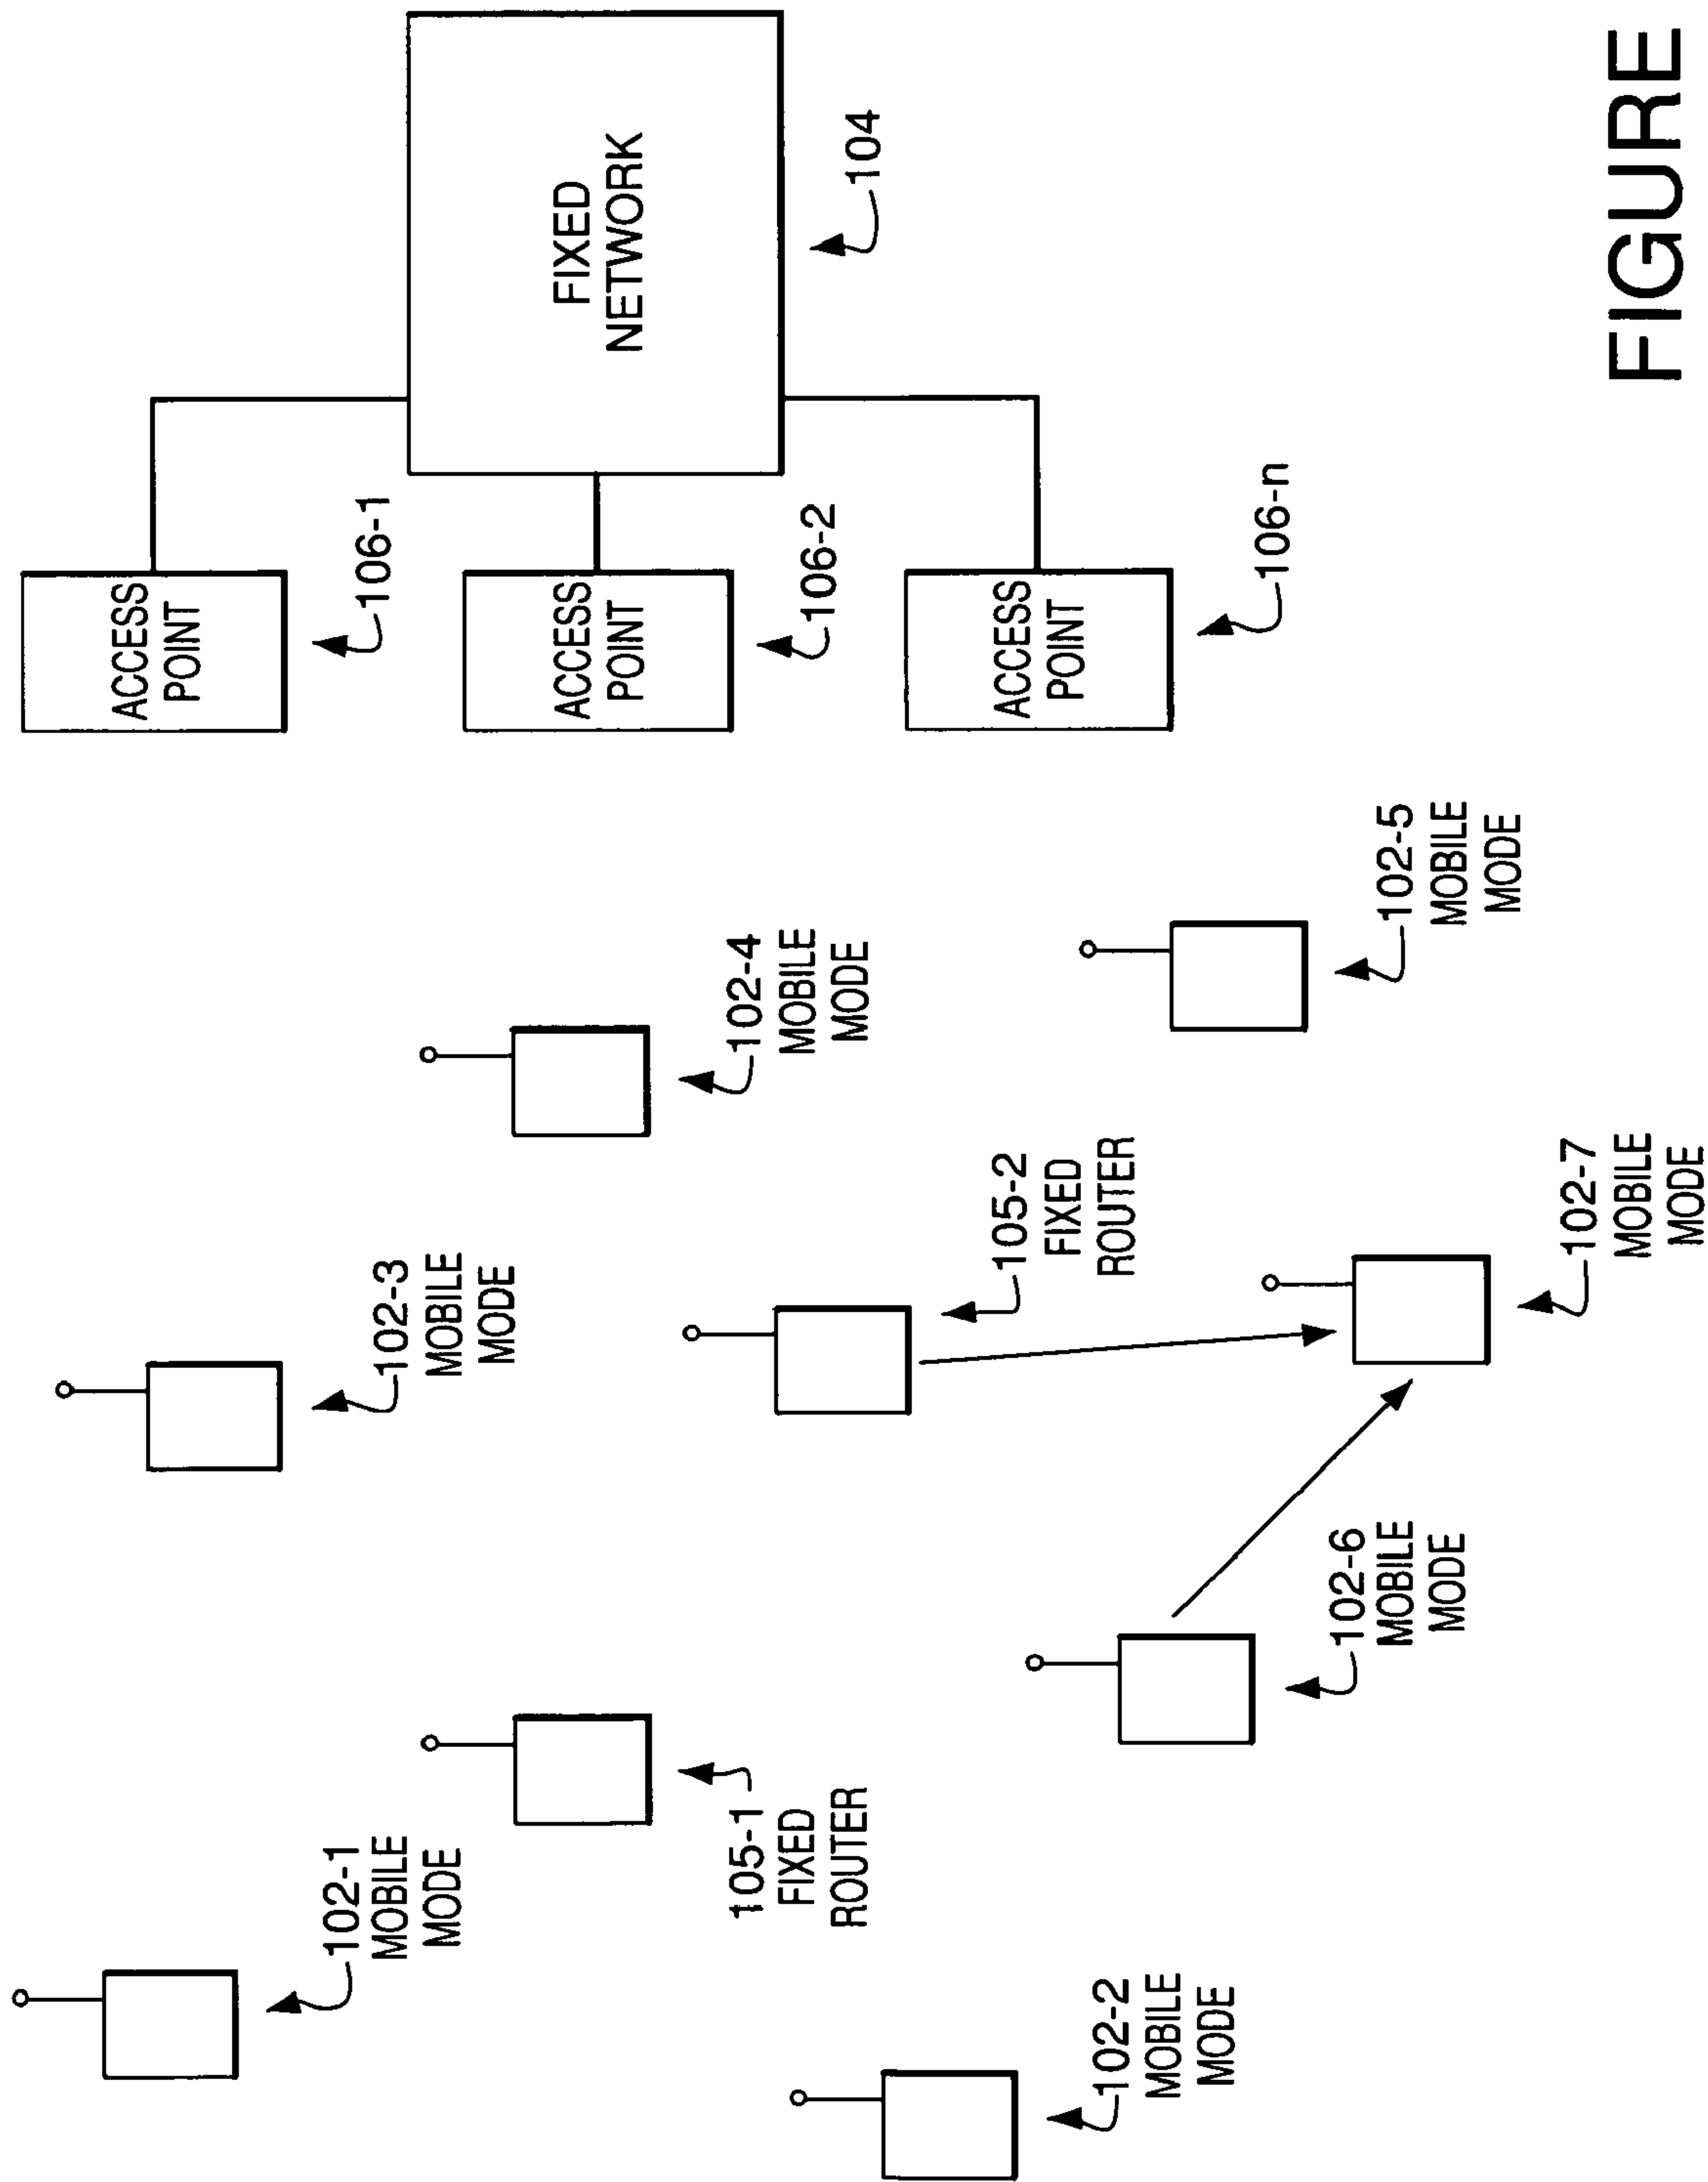 102-1
MOBILE
MODE
102-3
MOBILE
MODE
ACCESS
POINT
106-1
105-1
FIXED
ROUTER
102-4
MOBILE
MODE
ACCESS
POINT
106-2
FIXED
NETWORK
104
102-2
MOBILE
MODE
105-2
FIXED
ROUTER
ACCESS
POINT
106-n
102-6
MOBILE
MODE
102-5
MOBILE
MODE
102-7
MOBILE
MODE
FIGURE